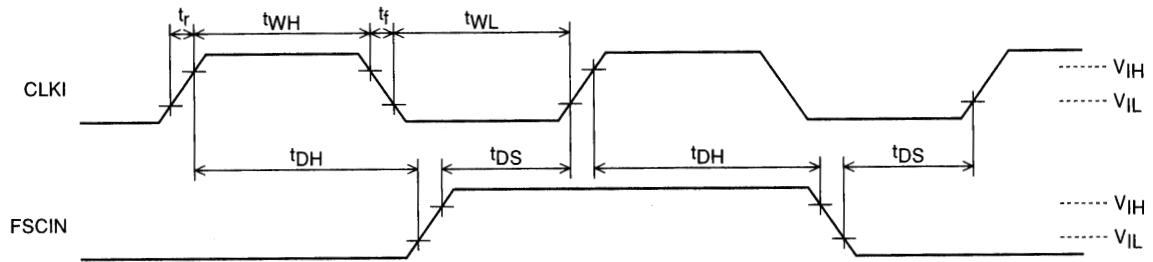 tr tWH tf tWL
CLKI
VIH
VIL
tDH tDS tDH tDS
FSCIN
VIH
VIL